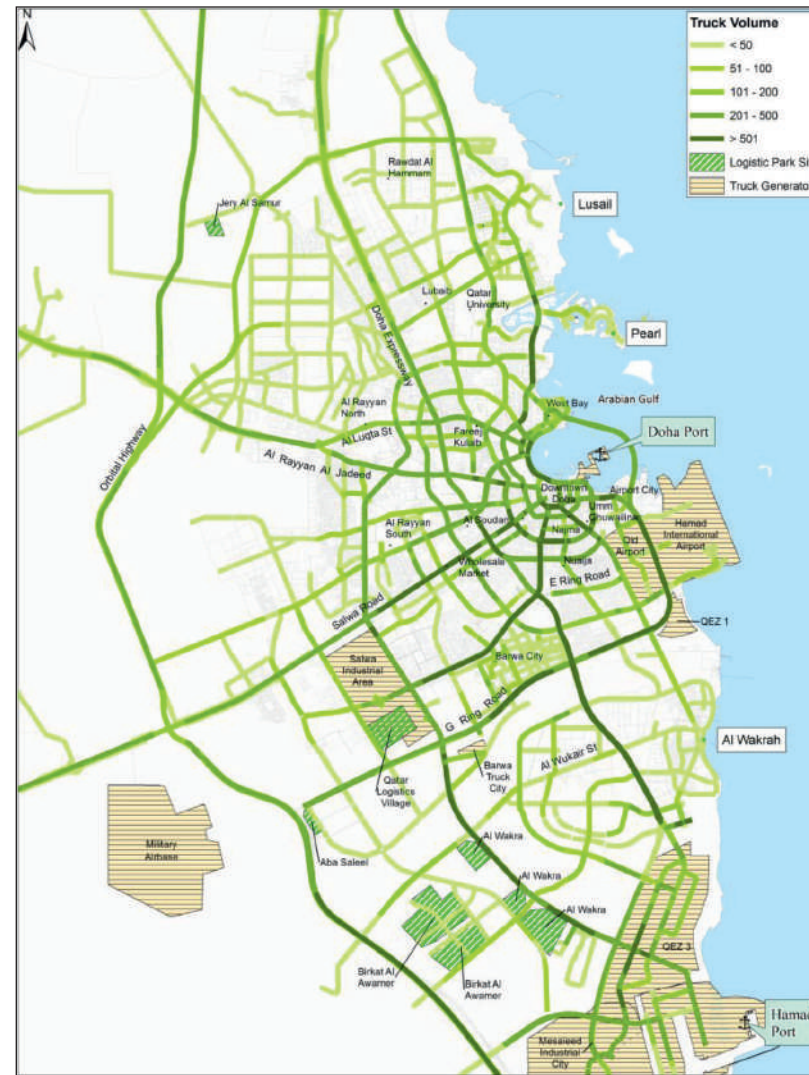 N
Truck Volume
< 50
51 - 100
101 - 200
201 - 500
> 501
Logistic Park Si
Truck Generato
Rawdat Al
Hammam
Jery Al Samur
Lusail
Lubaib
Qatar
University
Doha Expressway
Pearl
Al Rayyan
North
West Bay
Arabian Gulf
Al Luqta St
Fareej
Kulaib
Doha Port
Orbital Highway
Al Rayyan Al Jadeed
Downtown
Doha
Airport City
Al Rayyan
South
Al Soudan
Umm
Ghuwailina
Najma
Old
Airport
Hamad
International
Airport
Wholesale
Market
Nuaija
E Ring Road
Salwa Road
QEZ 1
Salwa
Industrial
Area
Barwa City
G Ring Road
Al Wakrah
Al Wukair St
Qatar
Logistics
Village
Barwa
Truck
City
Military
Airbase
Aba Saleel
Al Wakra
Al Wakra
Al Wakra
QEZ 3
Birkat Al
Awamer
Birkat Al
Awamer
Hamad
Port
Mesaieed
Industrial
City